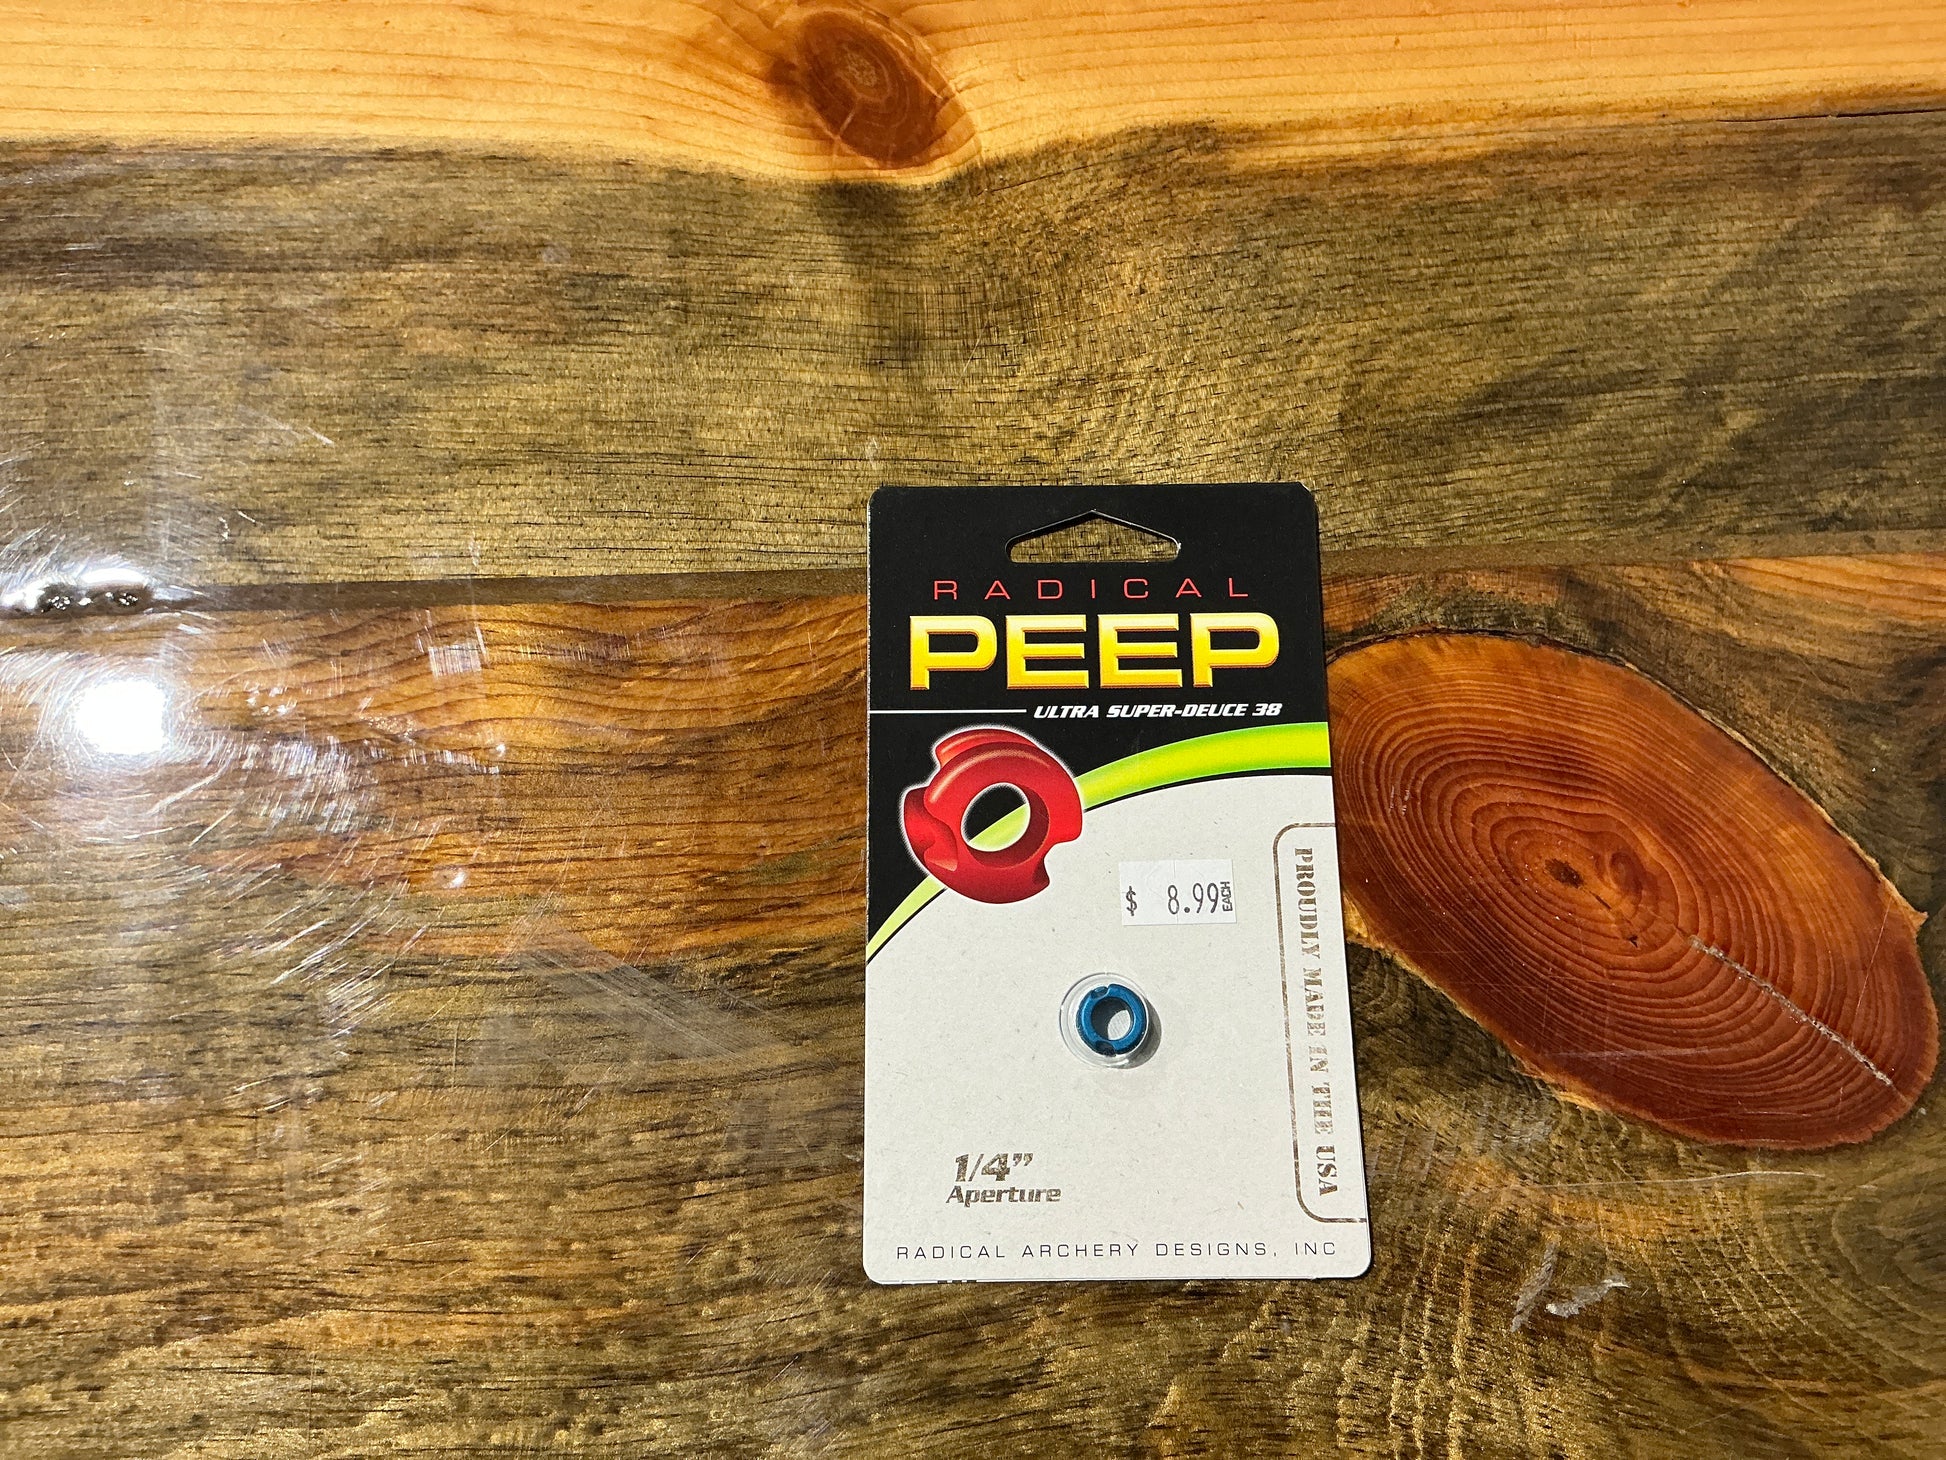 RADICAL
PEEP
ULTRA SUPER-DEUCE 38
$ 8.99 EACH
PROUDLY MADE IN THE USA
1/4”
Aperture
RADICAL ARCHERY DESIGNS, INC